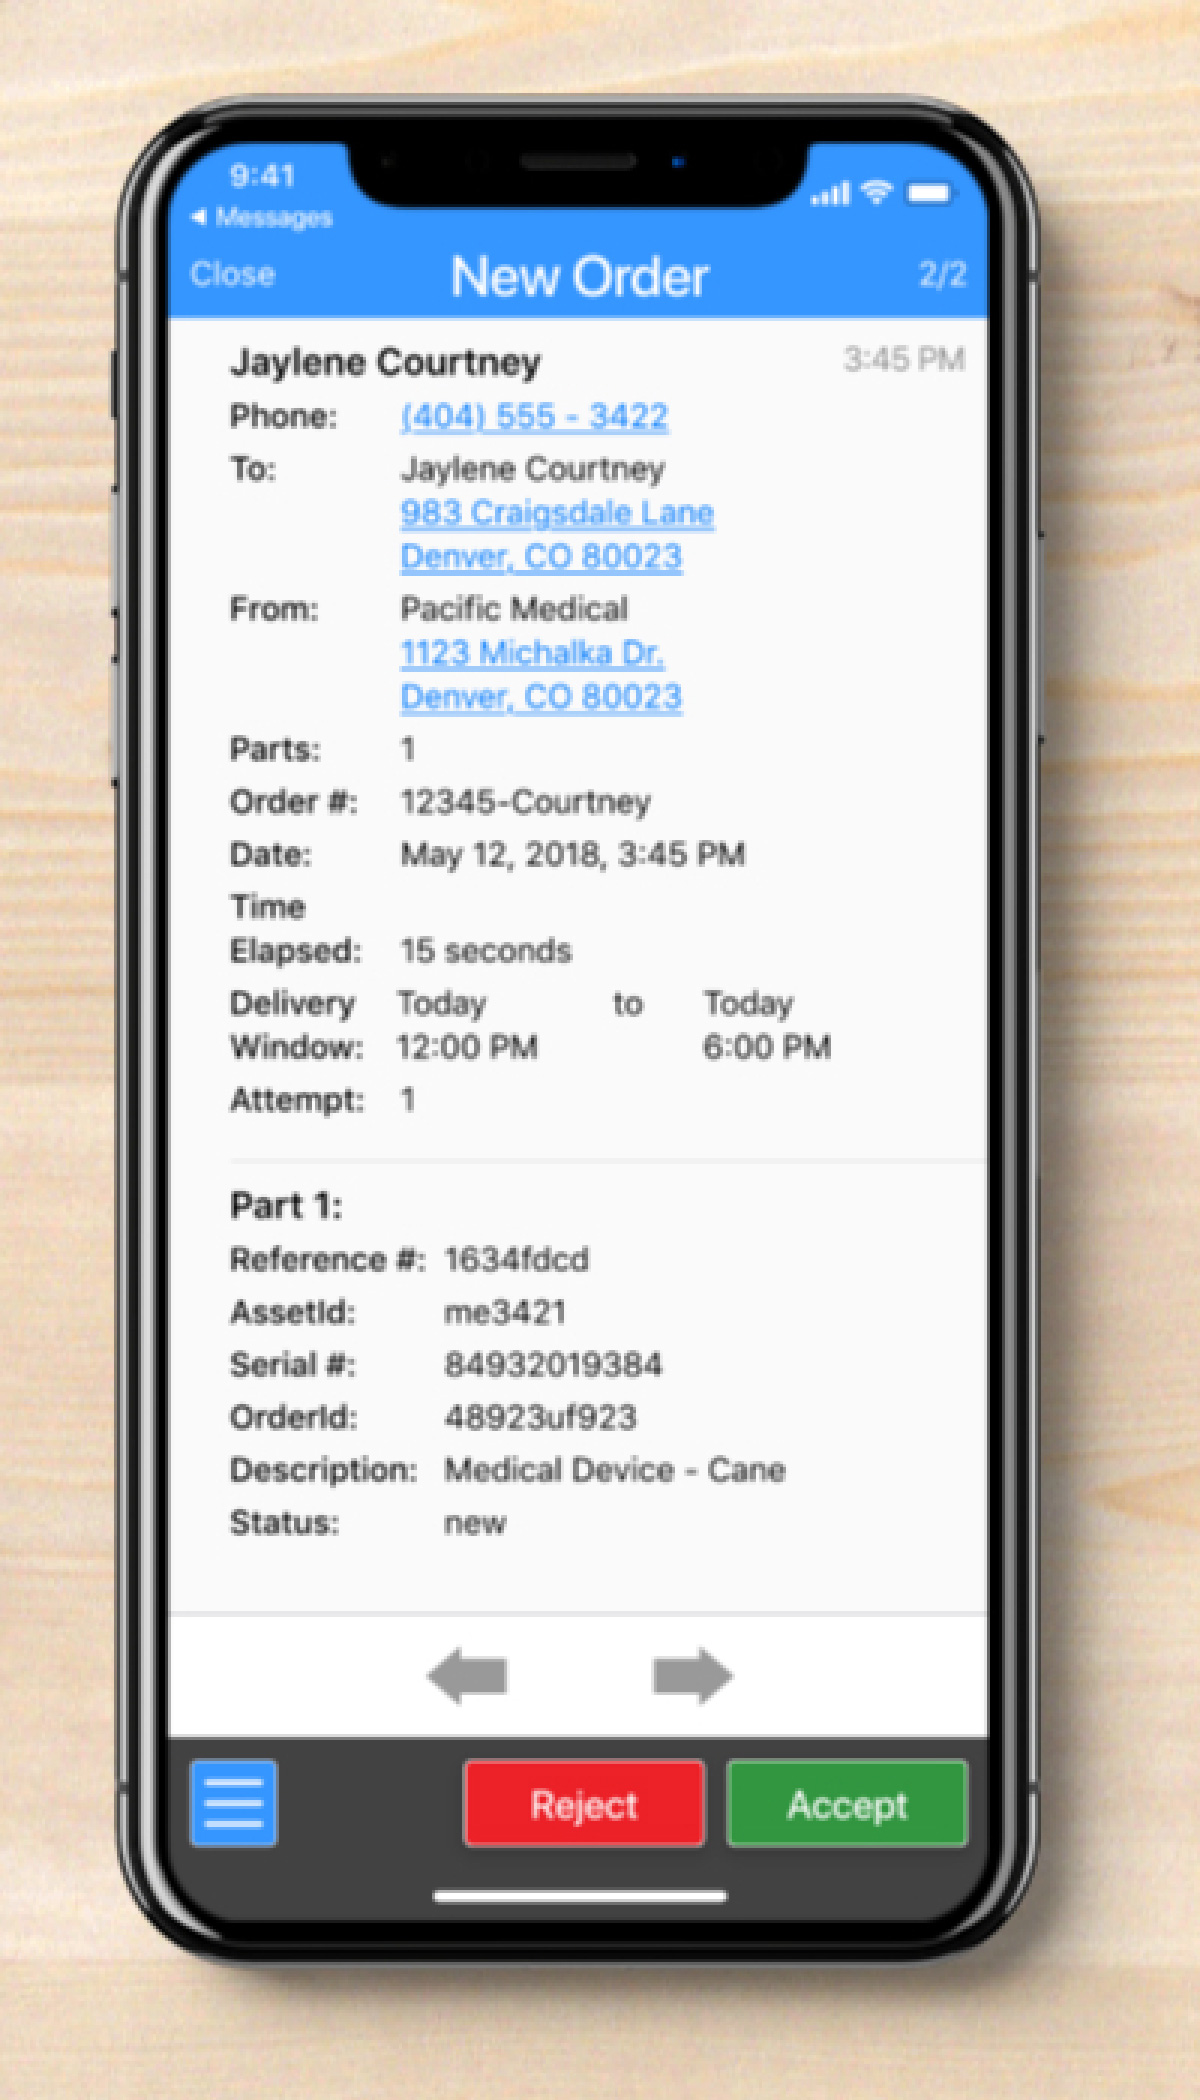 9:41
Messages
Close New Order 2/2
Jaylene Courtney 3:45 PM
Phone: (404) 555 - 3422
To: Jaylene Courtney
983 Craigsdale Lane
Denver, CO 80023
From: Pacific Medical
1123 Michalka Dr.
Denver, CO 80023
Parts: 1
Order #: 12345-Courtney
Date: May 12, 2018, 3:45 PM
Time
Elapsed: 15 seconds
Delivery Today to Today
Window: 12:00 PM 6:00 PM
Attempt: 1
Part 1:
Reference #: 1634fdcd
AssetId: me3421
Serial #: 84932019384
OrderId: 48923uf923
Description: Medical Device - Cane
Status: new
Reject Accept